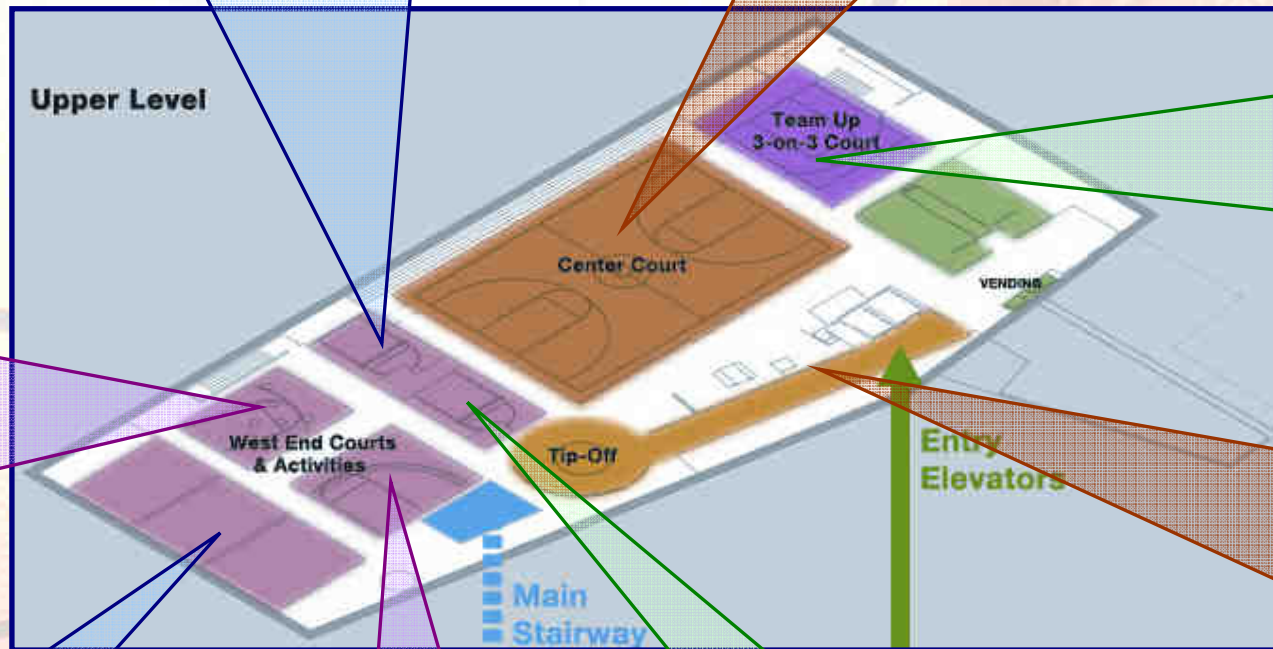 Upper Level
Team Up
3-on-3 Court
Center Court
VENDING
West End Courts
& Activities
Tip-Off
Entry
Elevators
Main
Stairway